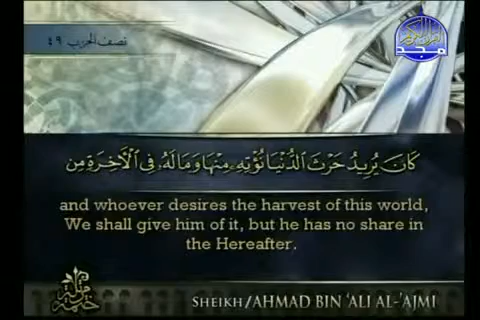 نصف الحزب ٤٩
مجد
كَانَ يُرِيدُ حَرْثَ الدُّنْيَا نُؤْتِهِ مِنْهَا وَمَا لَهُ فِي الْآخِرَةِ مِن
and whoever desires the harvest of this world,
We shall give him of it, but he has no share in
the Hereafter.
SHEIKH/AHMAD BIN 'ALI AL-'AJMI